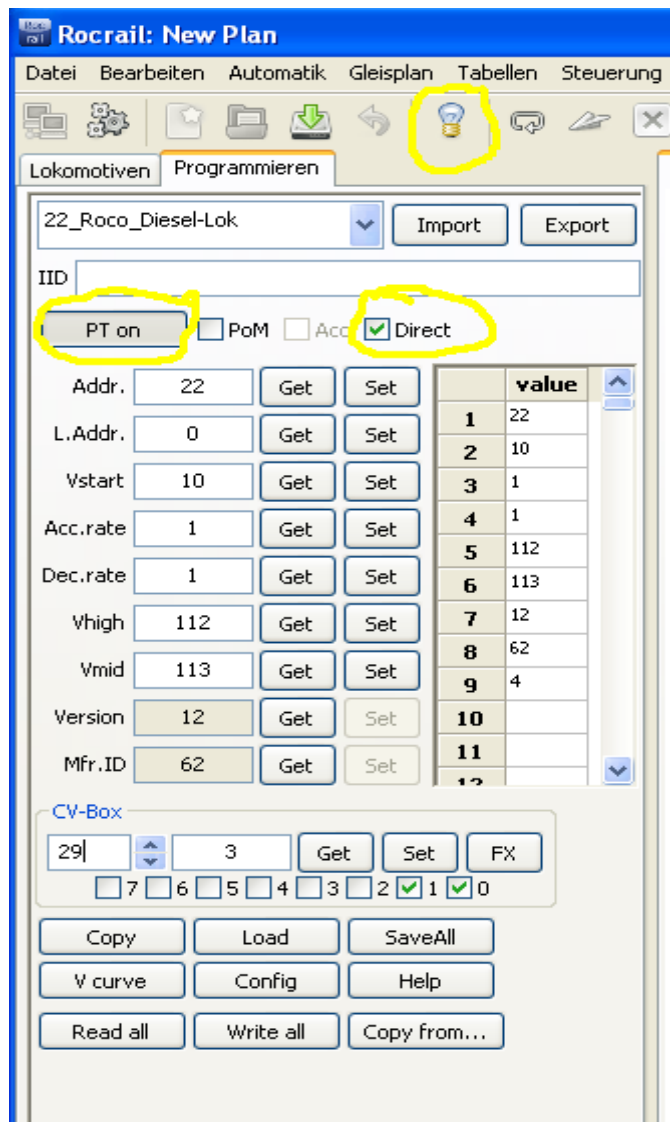 Roc rail Rocrail: New Plan
Datei Bearbeiten Automatik Gleisplan Tabellen Steuerung
Lokomotiven Programmieren
22_Roco_Diesel-Lok Import Export
IID
PT on PoM Acc Direct
Addr. 22 Get Set
L.Addr. 0 Get Set
Vstart 10 Get Set
Acc.rate 1 Get Set
Dec.rate 1 Get Set
Vhigh 112 Get Set
Vmid 113 Get Set
Version 12 Get Set
Mfr.ID 62 Get Set
value
1 22
2 10
3 1
4 1
5 112
6 113
7 12
8 62
9 4
10
11
12
CV-Box
29 3 Get Set FX
7 6 5 4 3 2 1 0
Copy Load SaveAll
V curve Config Help
Read all Write all Copy from...